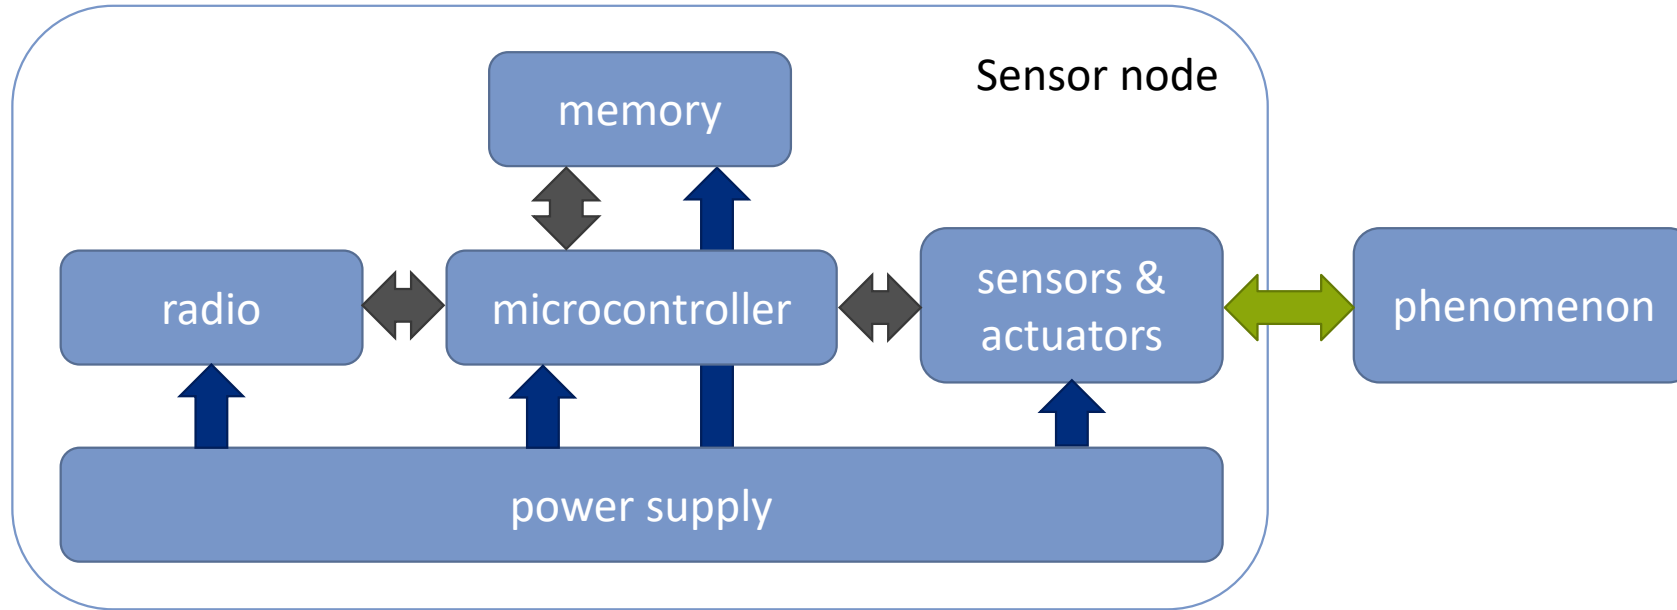 Sensor node
memory
radio
microcontroller
sensors &
actuators
phenomenon
power supply